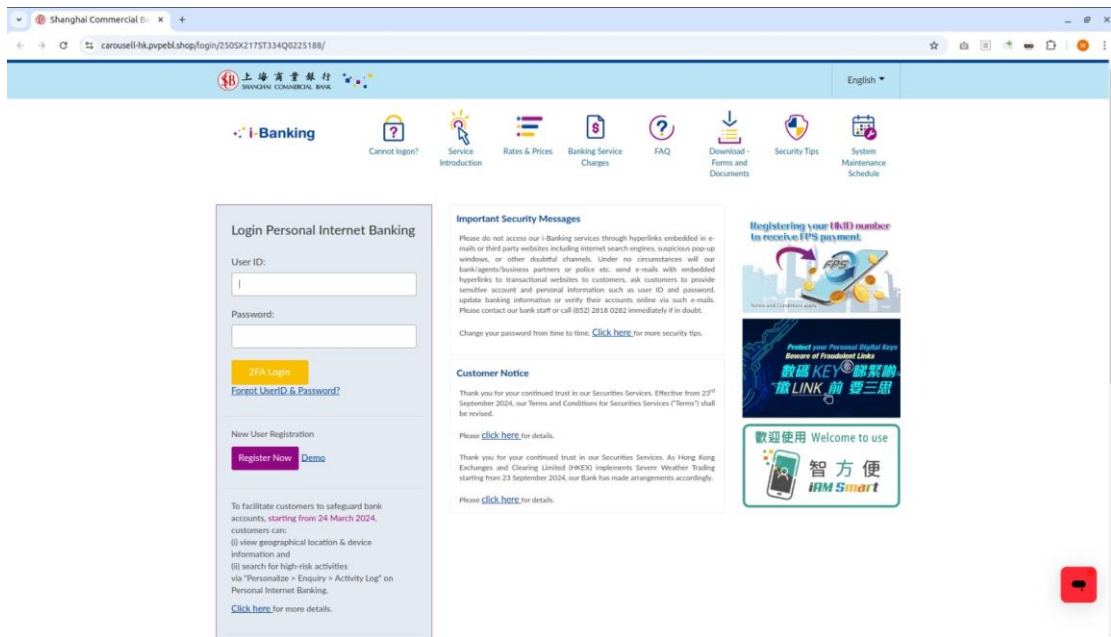 Shanghai Commercial Ba
carousell-hk.pvpebl.shop/login/250SX217ST334Q0225188/
上海商業銀行
SHANGHAI COMMERCIAL BANK
English
i-Banking
Cannot logon?
Service
Introduction
Rates & Prices
Banking Service
Charges
FAQ
Download -
Forms and
Documents
Security Tips
System
Maintenance
Schedule
Login Personal Internet Banking
User ID:
Password:
2FA Login
Forgot UserID & Password?
New User Registration
Register Now Demo
To facilitate customers to safeguard bank
accounts, starting from 24 March 2024,
customers can:
(i) view geographical location & device
information and
(ii) search for high-risk activities
via "Personalize > Enquiry > Activity Log" on
Personal Internet Banking.
Click here for more details.
Important Security Messages
Please do not access our i-Banking services through hyperlinks embedded in e-
mails or third party websites including internet search engines, suspicious pop-up
windows, or other doubtful channels. Under no circumstances will our
bank/agents/business partners or police etc. send e-mails with embedded
hyperlinks to transactional websites to customers, ask customers to provide
sensitive account and personal information such as user ID and password,
update banking information or verify their accounts online via such e-mails.
Please contact our bank staff or call (852) 2818 0282 immediately if in doubt.
Change your password from time to time. Click here for more security tips.
Customer Notice
Thank you for your continued trust in our Securities Services. Effective from 23rd
September 2024, our Terms and Conditions for Securities Services ("Terms") shall
be revised.
Please click here for details.
Thank you for your continued trust in our Securities Services. As Hong Kong
Exchanges and Clearing Limited (HKEX) implements Severe Weather Trading
starting from 23 September 2024, our Bank has made arrangements accordingly.
Please click here for details.
Registering your HKID number
to receive FPS payment
FPS
Terms and Conditions apply.
Protect your Personal Digital Keys
Beware of Fraudulent Links
數碼 KEY 睇緊啲
撳 LINK 前 要三思
歡迎使用 Welcome to use
智方便
iAM Smart